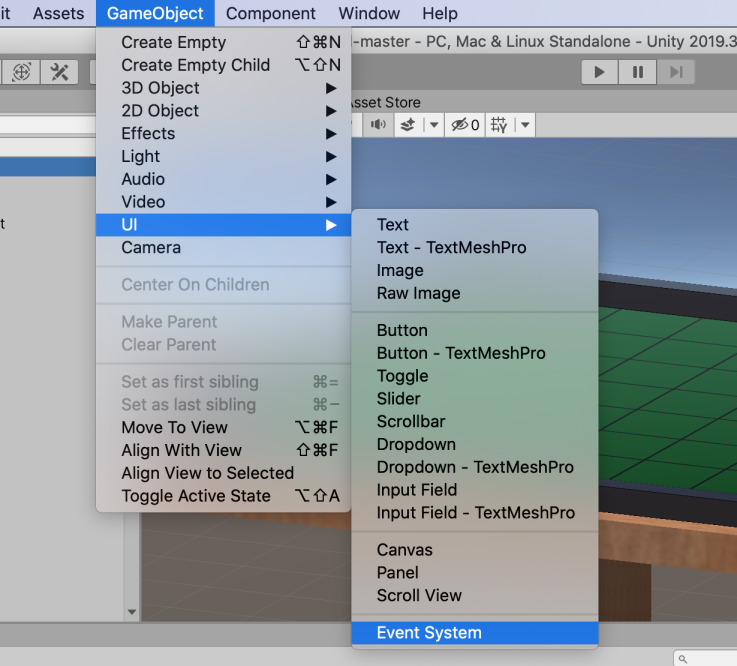 it Assets GameObject Component Window Help
-master - PC, Mac & Linux Standalone - Unity 2019.3
Asset Store
0
t
Create Empty ⇧⌘N
Create Empty Child ⌥⇧N
3D Object ▶
2D Object ▶
Effects ▶
Light ▶
Audio ▶
Video ▶
UI ▶
Camera
Center On Children
Make Parent
Clear Parent
Set as first sibling ⌘=
Set as last sibling ⌘−
Move To View ⌥⌘F
Align With View ⇧⌘F
Align View to Selected
Toggle Active State ⌥⇧A
Text
Text - TextMeshPro
Image
Raw Image
Button
Button - TextMeshPro
Toggle
Slider
Scrollbar
Dropdown
Dropdown - TextMeshPro
Input Field
Input Field - TextMeshPro
Canvas
Panel
Scroll View
Event System